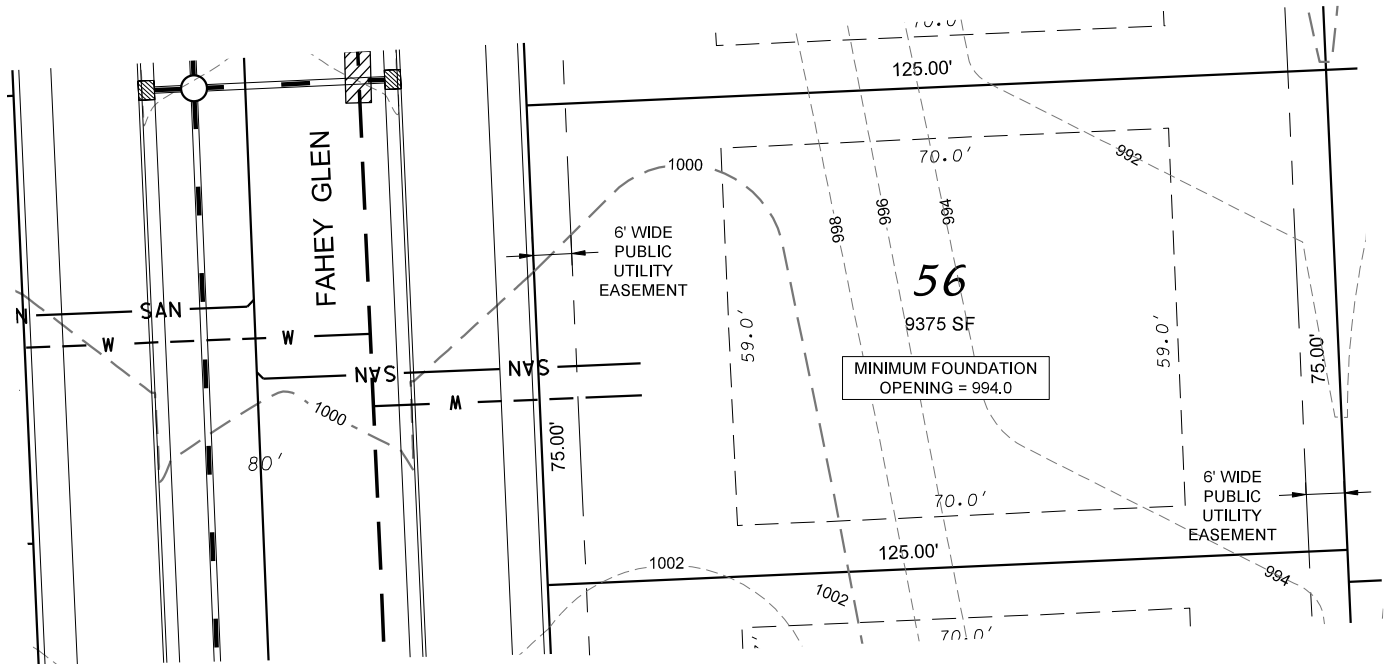 70.0'
125.00'
FAHEY GLEN
1000
70.0'
992
998
996
994
6' WIDE
PUBLIC
UTILITY
EASEMENT
56
9375 SF
59.0'
59.0'
MINIMUM FOUNDATION
OPENING = 994.0
75.00'
N
SAN
W
W
SAN
SAN
W
1000
80'
75.00'
70.0'
6' WIDE
PUBLIC
UTILITY
EASEMENT
125.00'
1002
1002
994
70.0'